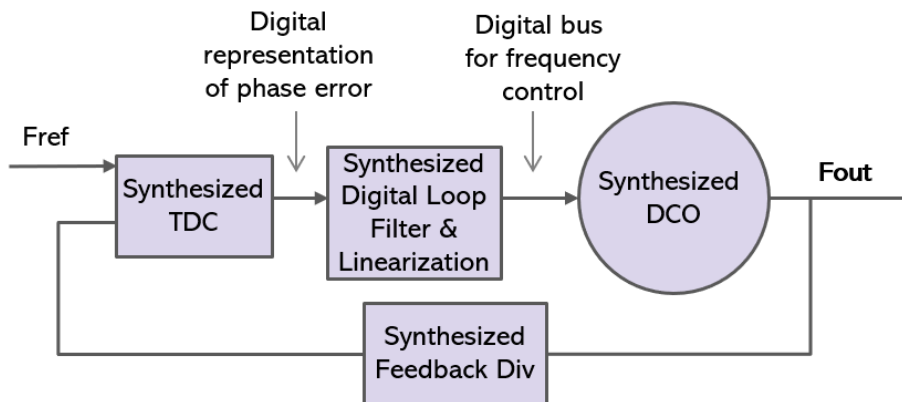 Digital
representation
of phase error
Digital bus
for frequency
control
Fref
Synthesized
TDC
Synthesized
Digital Loop
Filter &
Linearization
Synthesized
DCO
Fout
Synthesized
Feedback Div